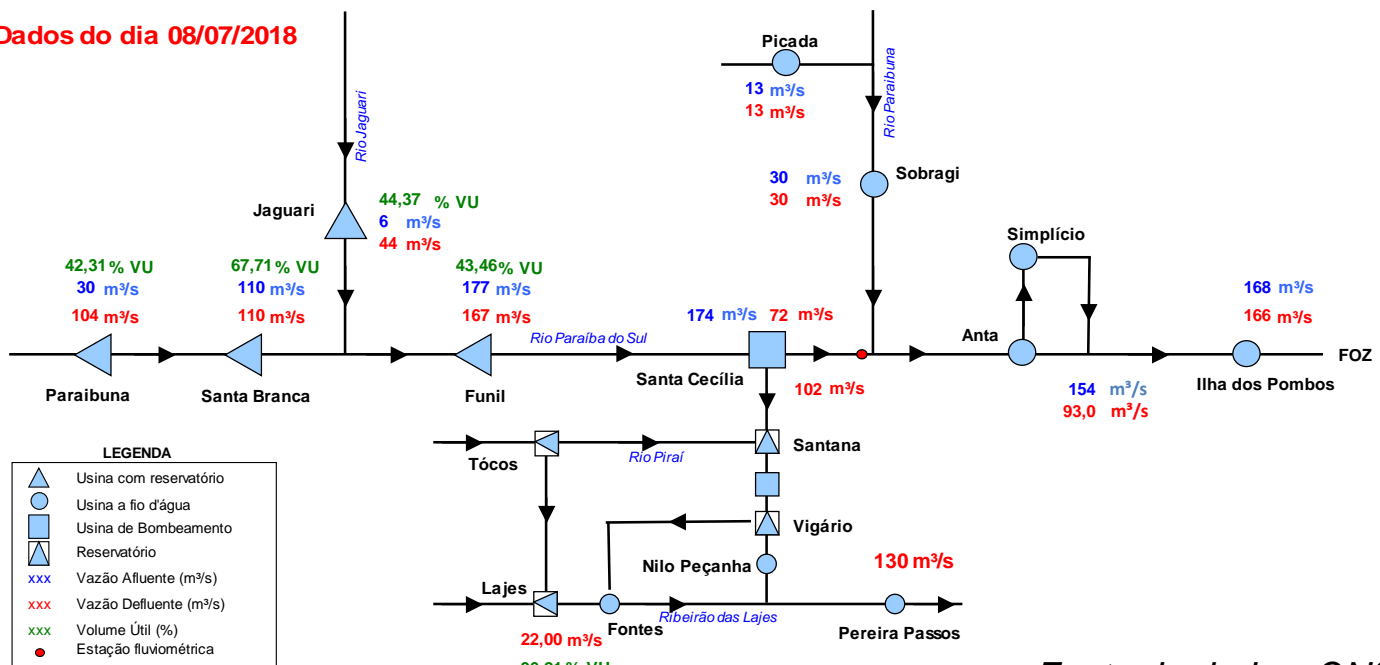 Dados do dia 08/07/2018
Picada
13 m³/s
13 m³/s
Rio Paraibuna
Rio Jaguari
30 m³/s
30 m³/s
Sobragi
Jaguari
44,37 % VU
6 m³/s
44 m³/s
42,31 % VU
30 m³/s
104 m³/s
67,71 % VU
110 m³/s
110 m³/s
43,46 % VU
177 m³/s
167 m³/s
Rio Paraíba do Sul
174 m³/s 72 m³/s
Simplício
168 m³/s
166 m³/s
Anta
FOZ
Paraibuna
Santa Branca
Funil
Santa Cecília
102 m³/s
154 m³/s
93,0 m³/s
Ilha dos Pombos
Tócos
Rio Piraí
Santana
Vigário
Nilo Peçanha
130 m³/s
Lajes
Fontes
Ribeirão das Lajes
Pereira Passos
22,00 m³/s
LEGENDA
Usina com reservatório
Usina a fio d'água
Usina de Bombeamento
Reservatório
xxx Vazão Afluente (m³/s)
xxx Vazão Defluente (m³/s)
xxx Volume Útil (%)
Estação fluviométrica